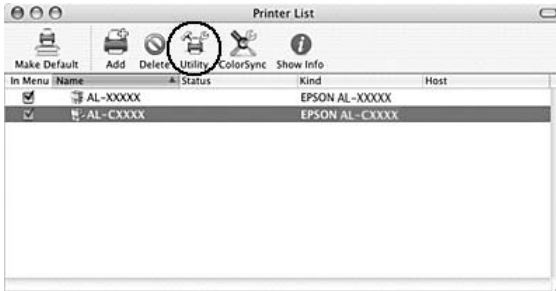 Printer List
Make Default Add Delete Utility ColorSync Show Info
In Menu Name Status Kind Host
AL-XXXXX EPSON AL-XXXXX
AL-CXXXX EPSON AL-CXXXX